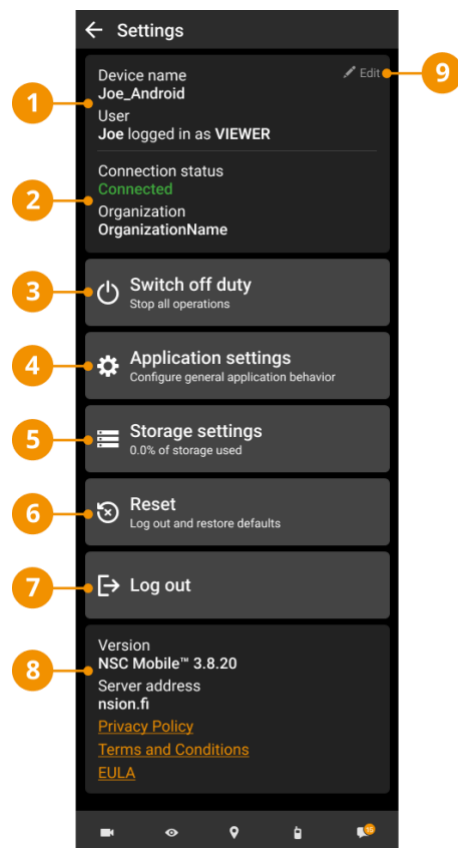 Settings
Device name
Edit
9
1
Joe_Android
User
Joe logged in as VIEWER
Connection status
2
Connected
Organization
OrganizationName
3
Switch off duty
Stop all operations
4
Application settings
Configure general application behavior
5
Storage settings
0.0% of storage used
6
Reset
Log out and restore defaults
7
Log out
Version
8
NSC Mobile™ 3.8.20
Server address
nsion.fi
Privacy Policy
Terms and Conditions
EULA